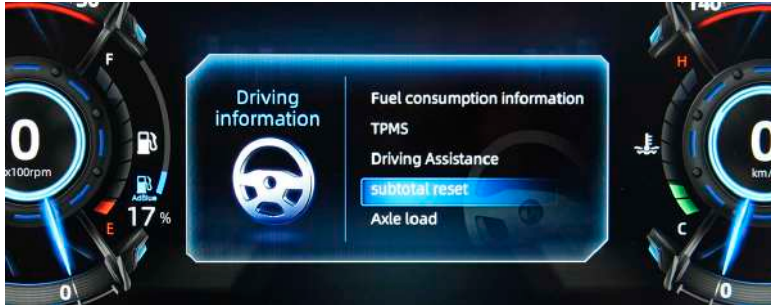 140
F
H
Driving
information
Fuel consumption information
TPMS
Driving Assistance
subtotal reset
Axle load
0
x100rpm
AdBlue
17 %
E
C
0
km/
0
0